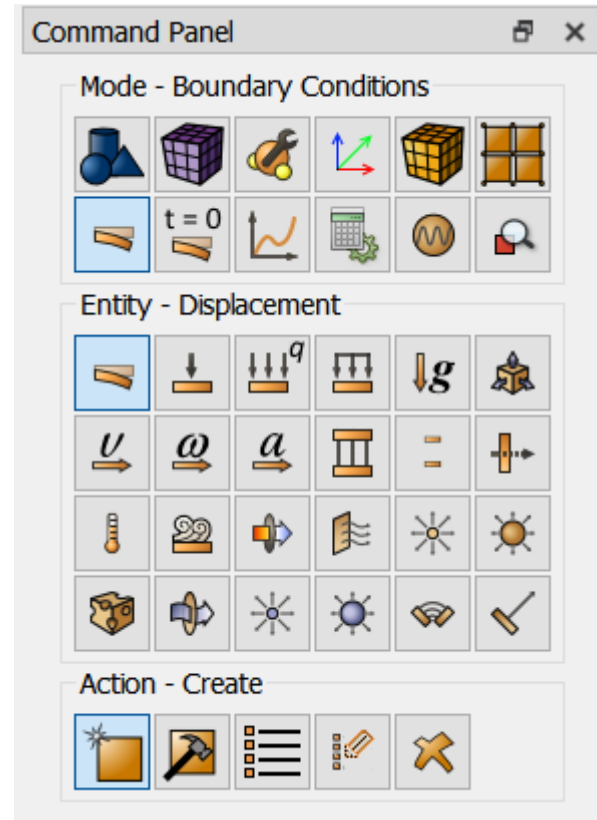 Command Panel
Mode - Boundary Conditions
t = 0
Entity - Displacement
q
g
υ
ω
a
Action - Create